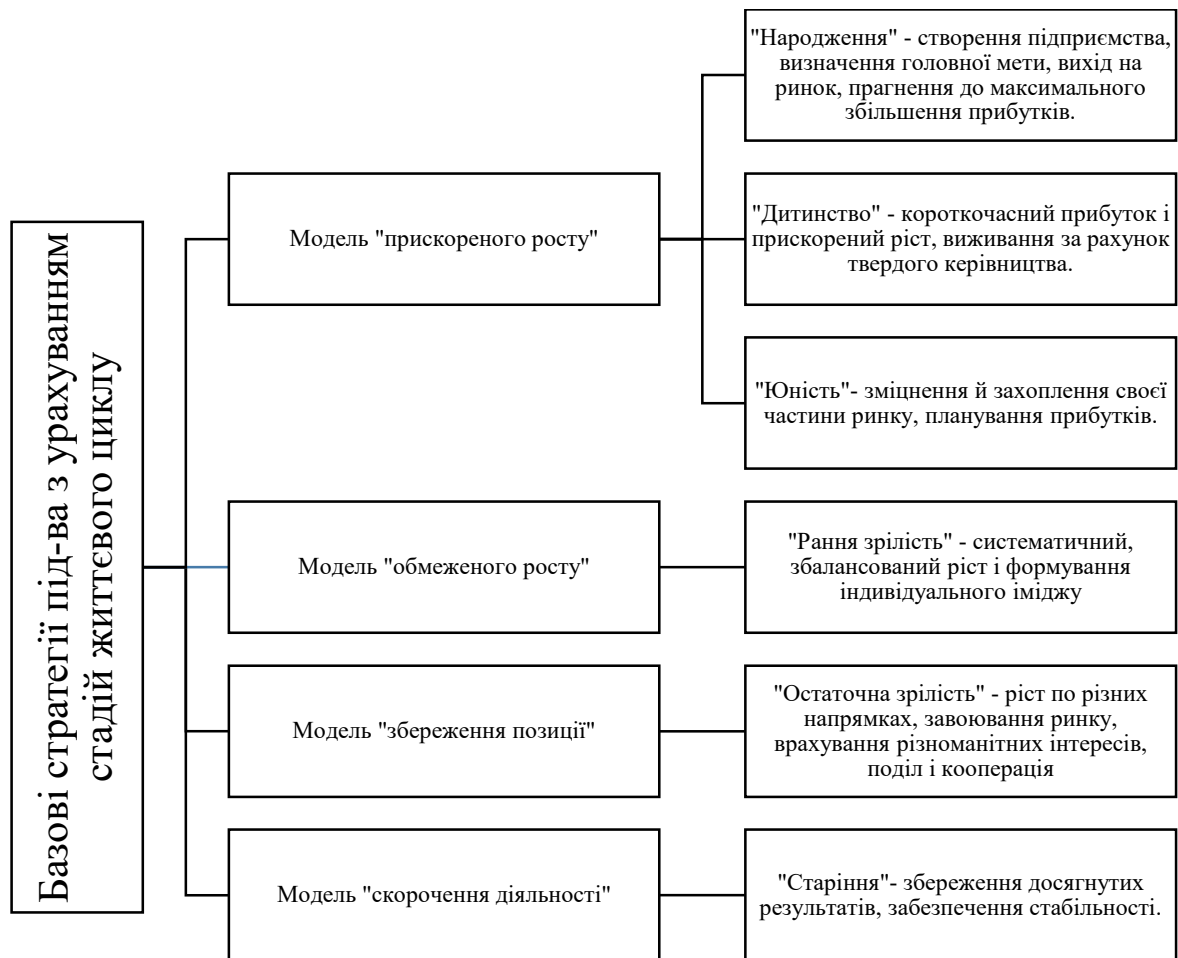 Базові стратегії під-ва з урахуванням
стадій життєвого циклу
Модель "прискореного росту"
"Народження" - створення підприємства,
визначення головної мети, вихід на
ринок, прагнення до максимального
збільшення прибутків.
"Дитинство" - короткочасний прибуток і
прискорений ріст, виживання за рахунок
твердого керівництва.
"Юність"- зміцнення й захоплення своєї
частини ринку, планування прибутків.
Модель "обмеженого росту"
"Рання зрілість" - систематичний,
збалансований ріст і формування
індивідуального іміджу
Модель "збереження позиції"
"Остаточна зрілість" - ріст по різних
напрямках, завоювання ринку,
врахування різноманітних інтересів,
поділ і кооперація
Модель "скорочення діяльності"
"Старіння"- збереження досягнутих
результатів, забезпечення стабільності.